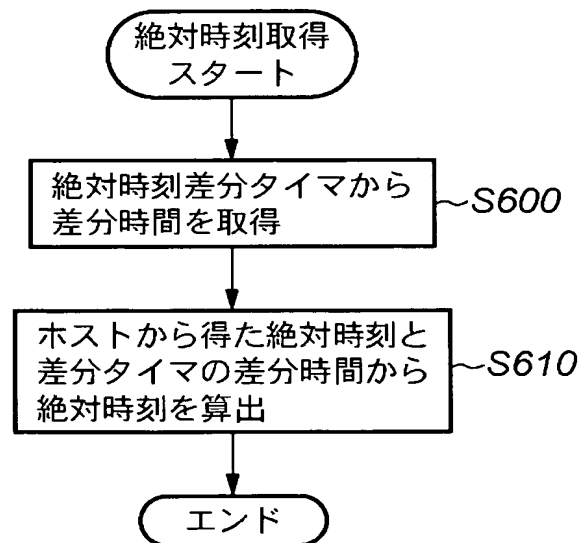 絶対時刻取得
スタート
絶対時刻差分タイマから
差分時間を取得
S600
ホストから得た絶対時刻と
差分タイマの差分時間から
絶対時刻を算出
S610
エンド